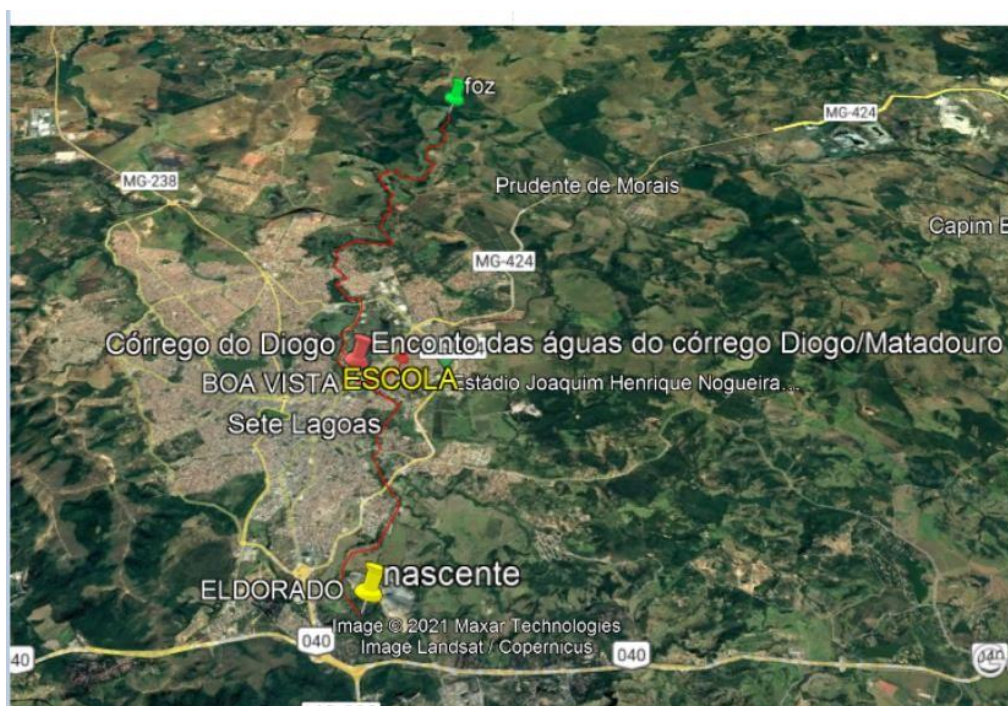 foz
MG-424
MG-238
Prudente de Morais
Capim
MG-424
Córrego do Diogo
Enconto das águas do córrego Diogo/Matadouro
BOA VISTA
ESCOLA
Estádio Joaquim Henrique Nogueira...
Sete Lagoas
nascente
ELDORADO
Image © 2021 Maxar Technologies
Image Landsat / Copernicus
040
040
040